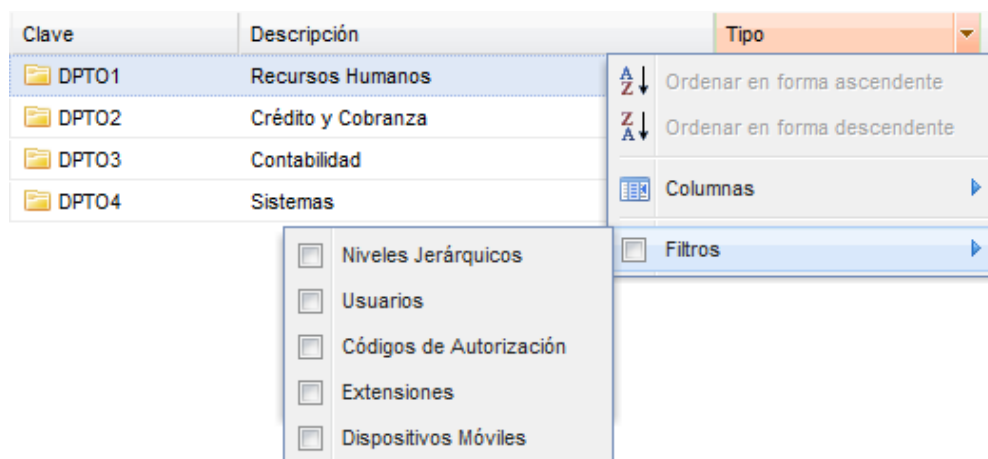 Clave Descripción Tipo
DPTO1 Recursos Humanos
DPTO2 Crédito y Cobranza
DPTO3 Contabilidad
DPTO4 Sistemas
A Z Ordenar en forma ascendente
Z A Ordenar en forma descendente
Columnas
Filtros
Niveles Jerárquicos
Usuarios
Códigos de Autorización
Extensiones
Dispositivos Móviles